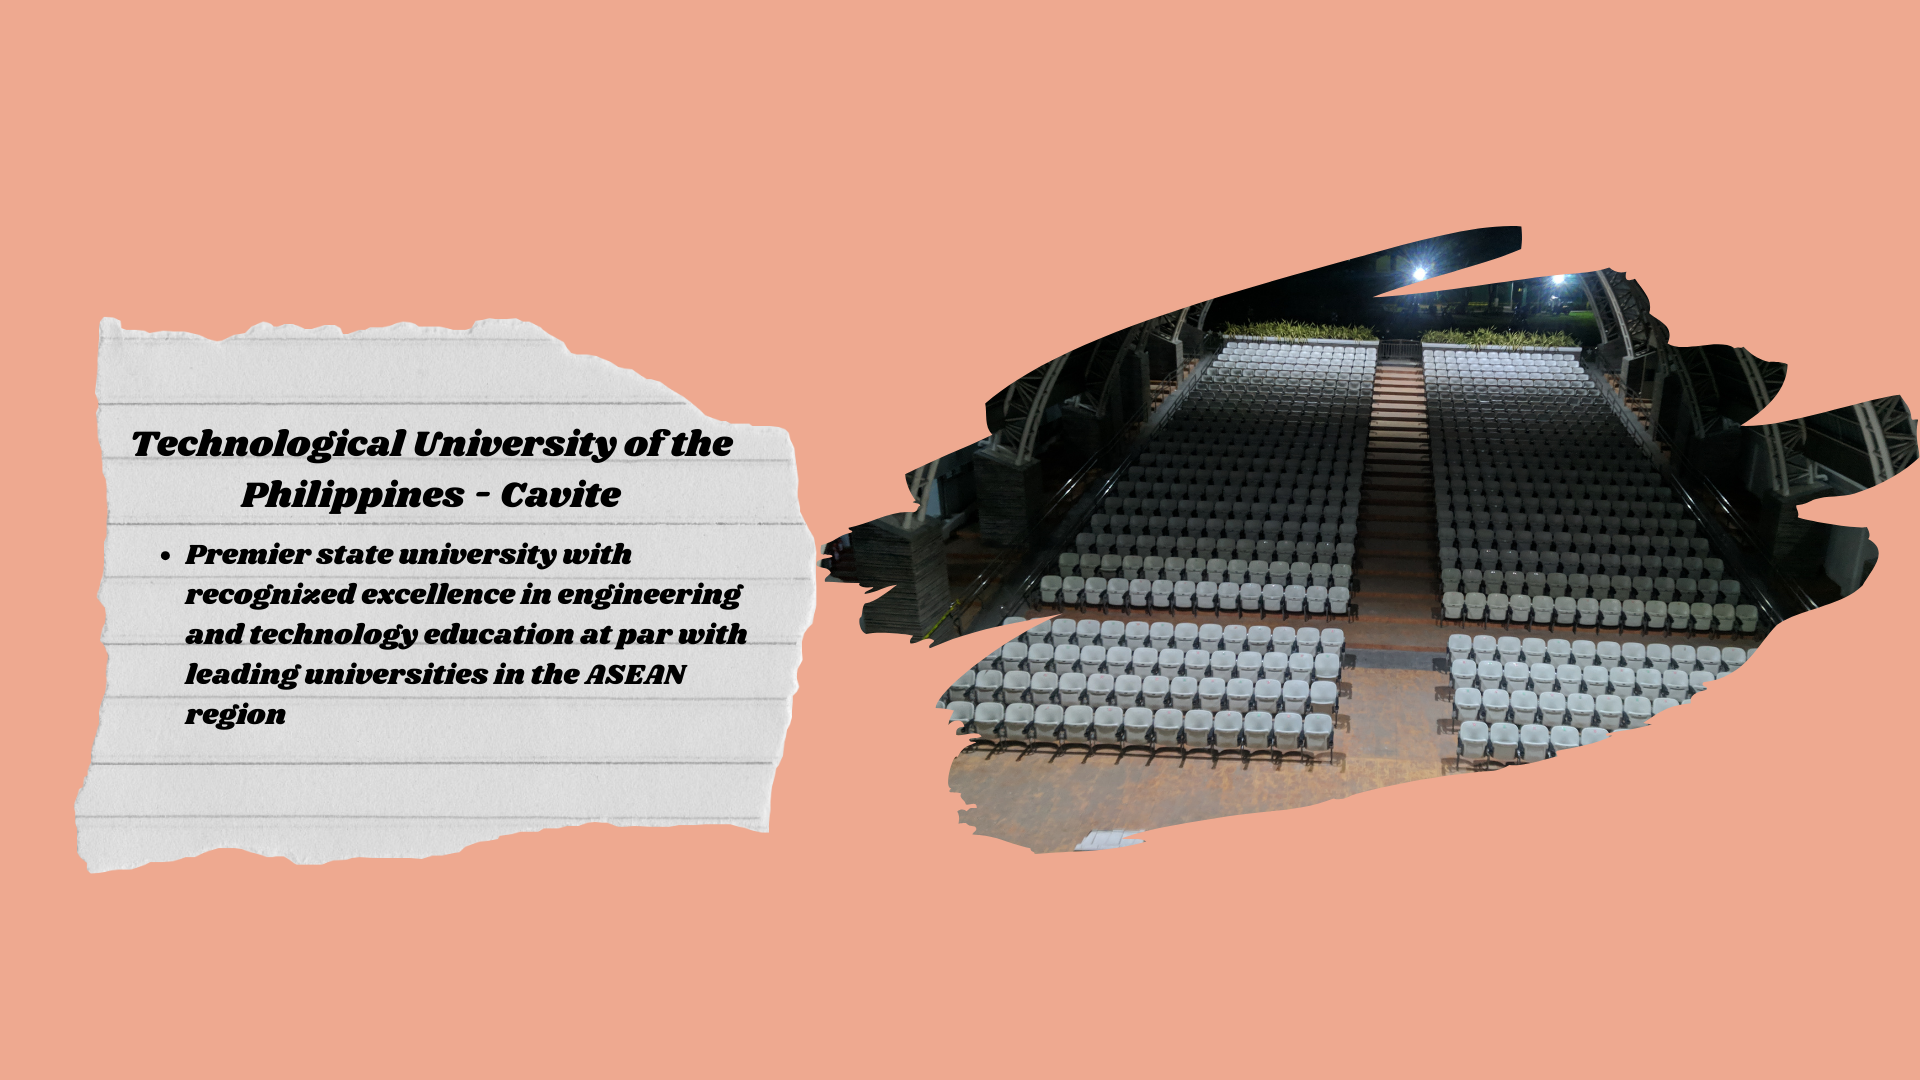 Technological University of the
Philippines - Cavite
• Premier state university with
recognized excellence in engineering
and technology education at par with
leading universities in the ASEAN
region